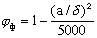 φ_ф = 1 − (a/δ)² / 5000